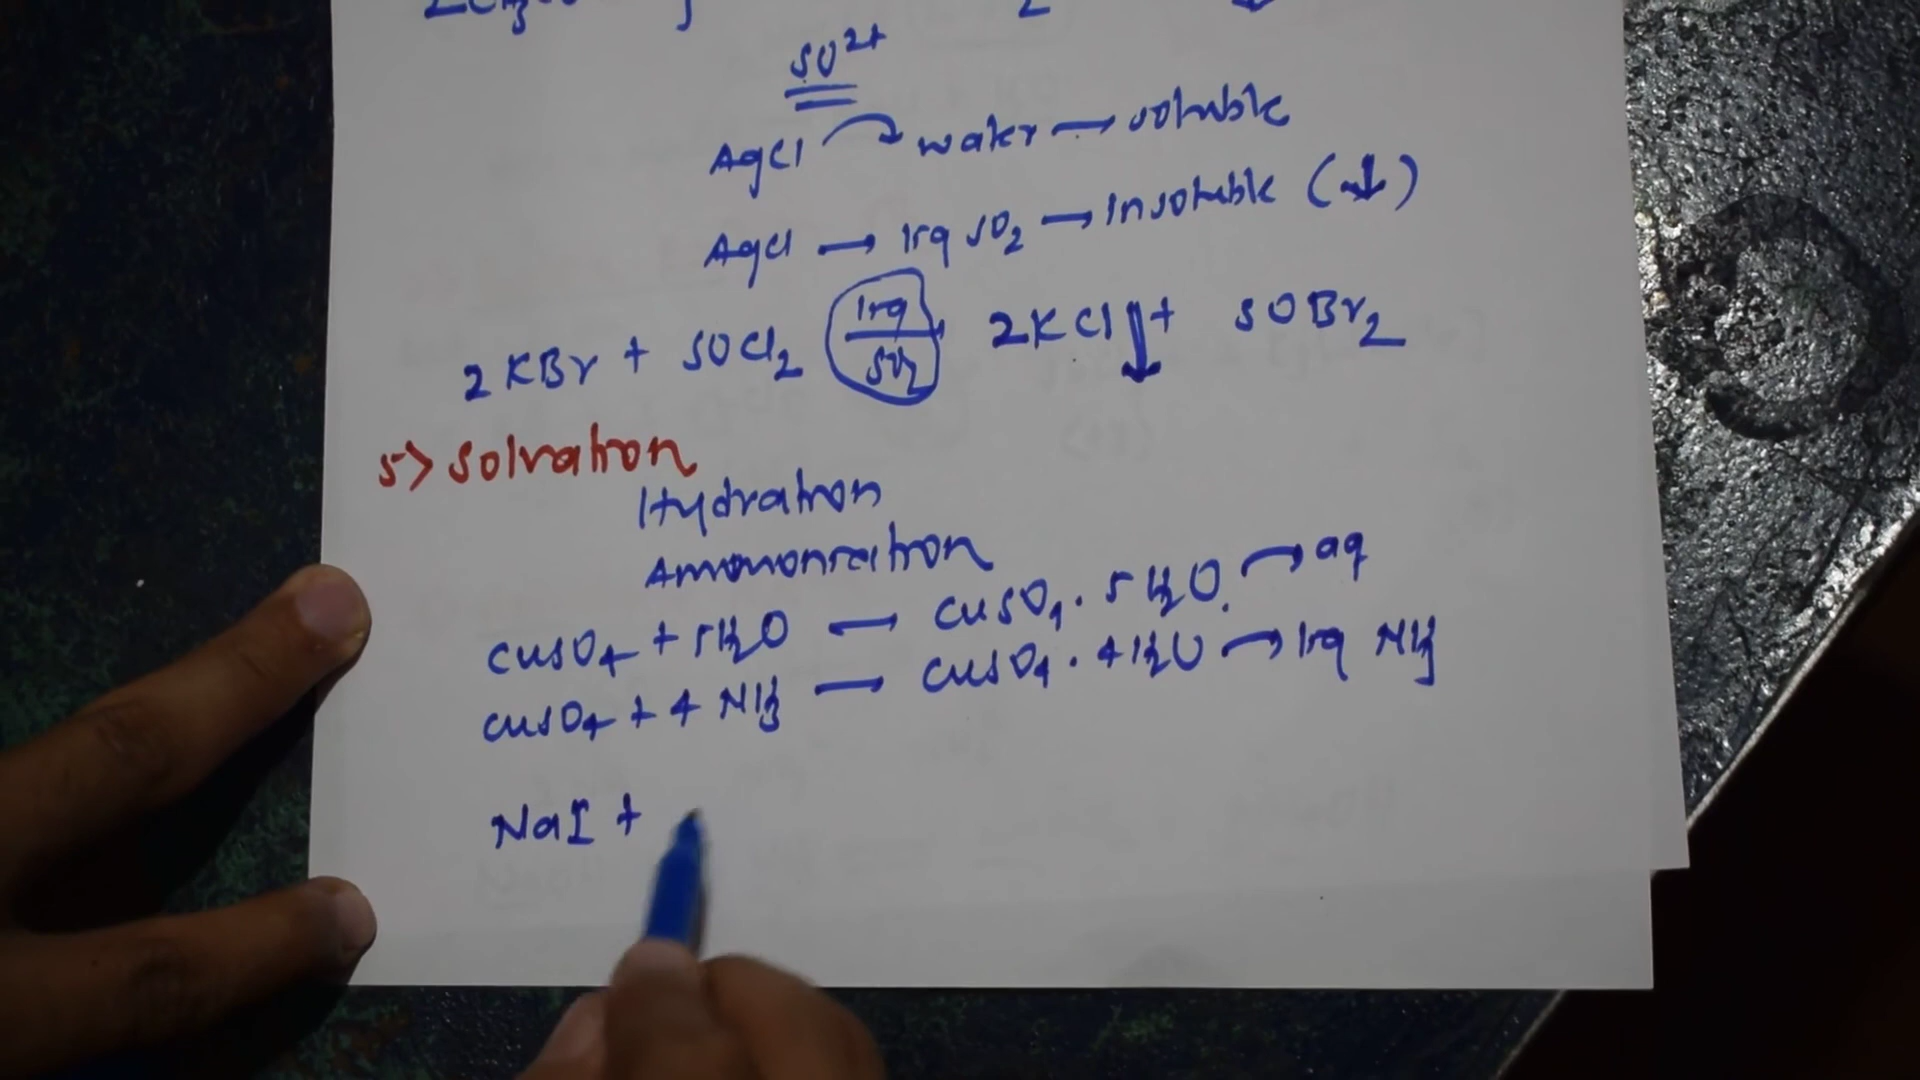 SO²⁺
AgCl → water → soluble
AgCl → liq SO₂ → Insoluble (↓)
2KBr + SOCl₂ liq SO₂ 2KCl↓ + SOBr₂
5> Solvation
Hydration
Ammoniation
CuSO₄ + 5H₂O → CuSO₄·5H₂O → aq
CuSO₄ + 4NH₃ → CuSO₄·4H₂O → liq NH₃
NaI +